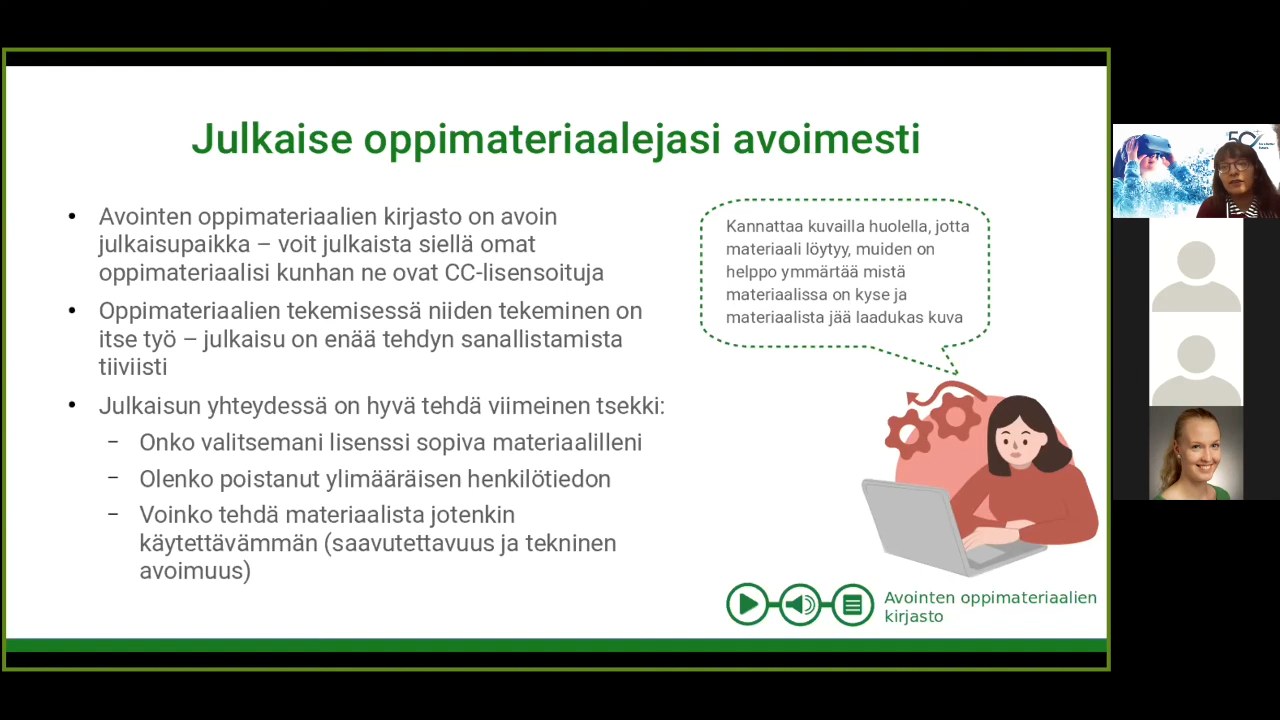 Julkaise oppimateriaalejasi avoimesti
• Avointen oppimateriaalien kirjasto on avoin
julkaisupaikka – voit julkaista siellä omat
oppimateriaalisi kunhan ne ovat CC-lisensoituja
• Oppimateriaalien tekemisessä niiden tekeminen on
itse työ – julkaisu on enää tehdyn sanallistamista
tiiviisti
• Julkaisun yhteydessä on hyvä tehdä viimeinen tsekki:
– Onko valitsemani lisenssi sopiva materiaalilleni
– Olenko poistanut ylimääräisen henkilötiedon
– Voinko tehdä materiaalista jotenkin
käytettävämmän (saavutettavuus ja tekninen
avoimuus)
Kannattaa kuvailla huolella, jotta
materiaali löytyy, muiden on
helppo ymmärtää mistä
materiaalissa on kyse ja
materiaalista jää laadukas kuva
Avointen oppimateriaalien
kirjasto
50